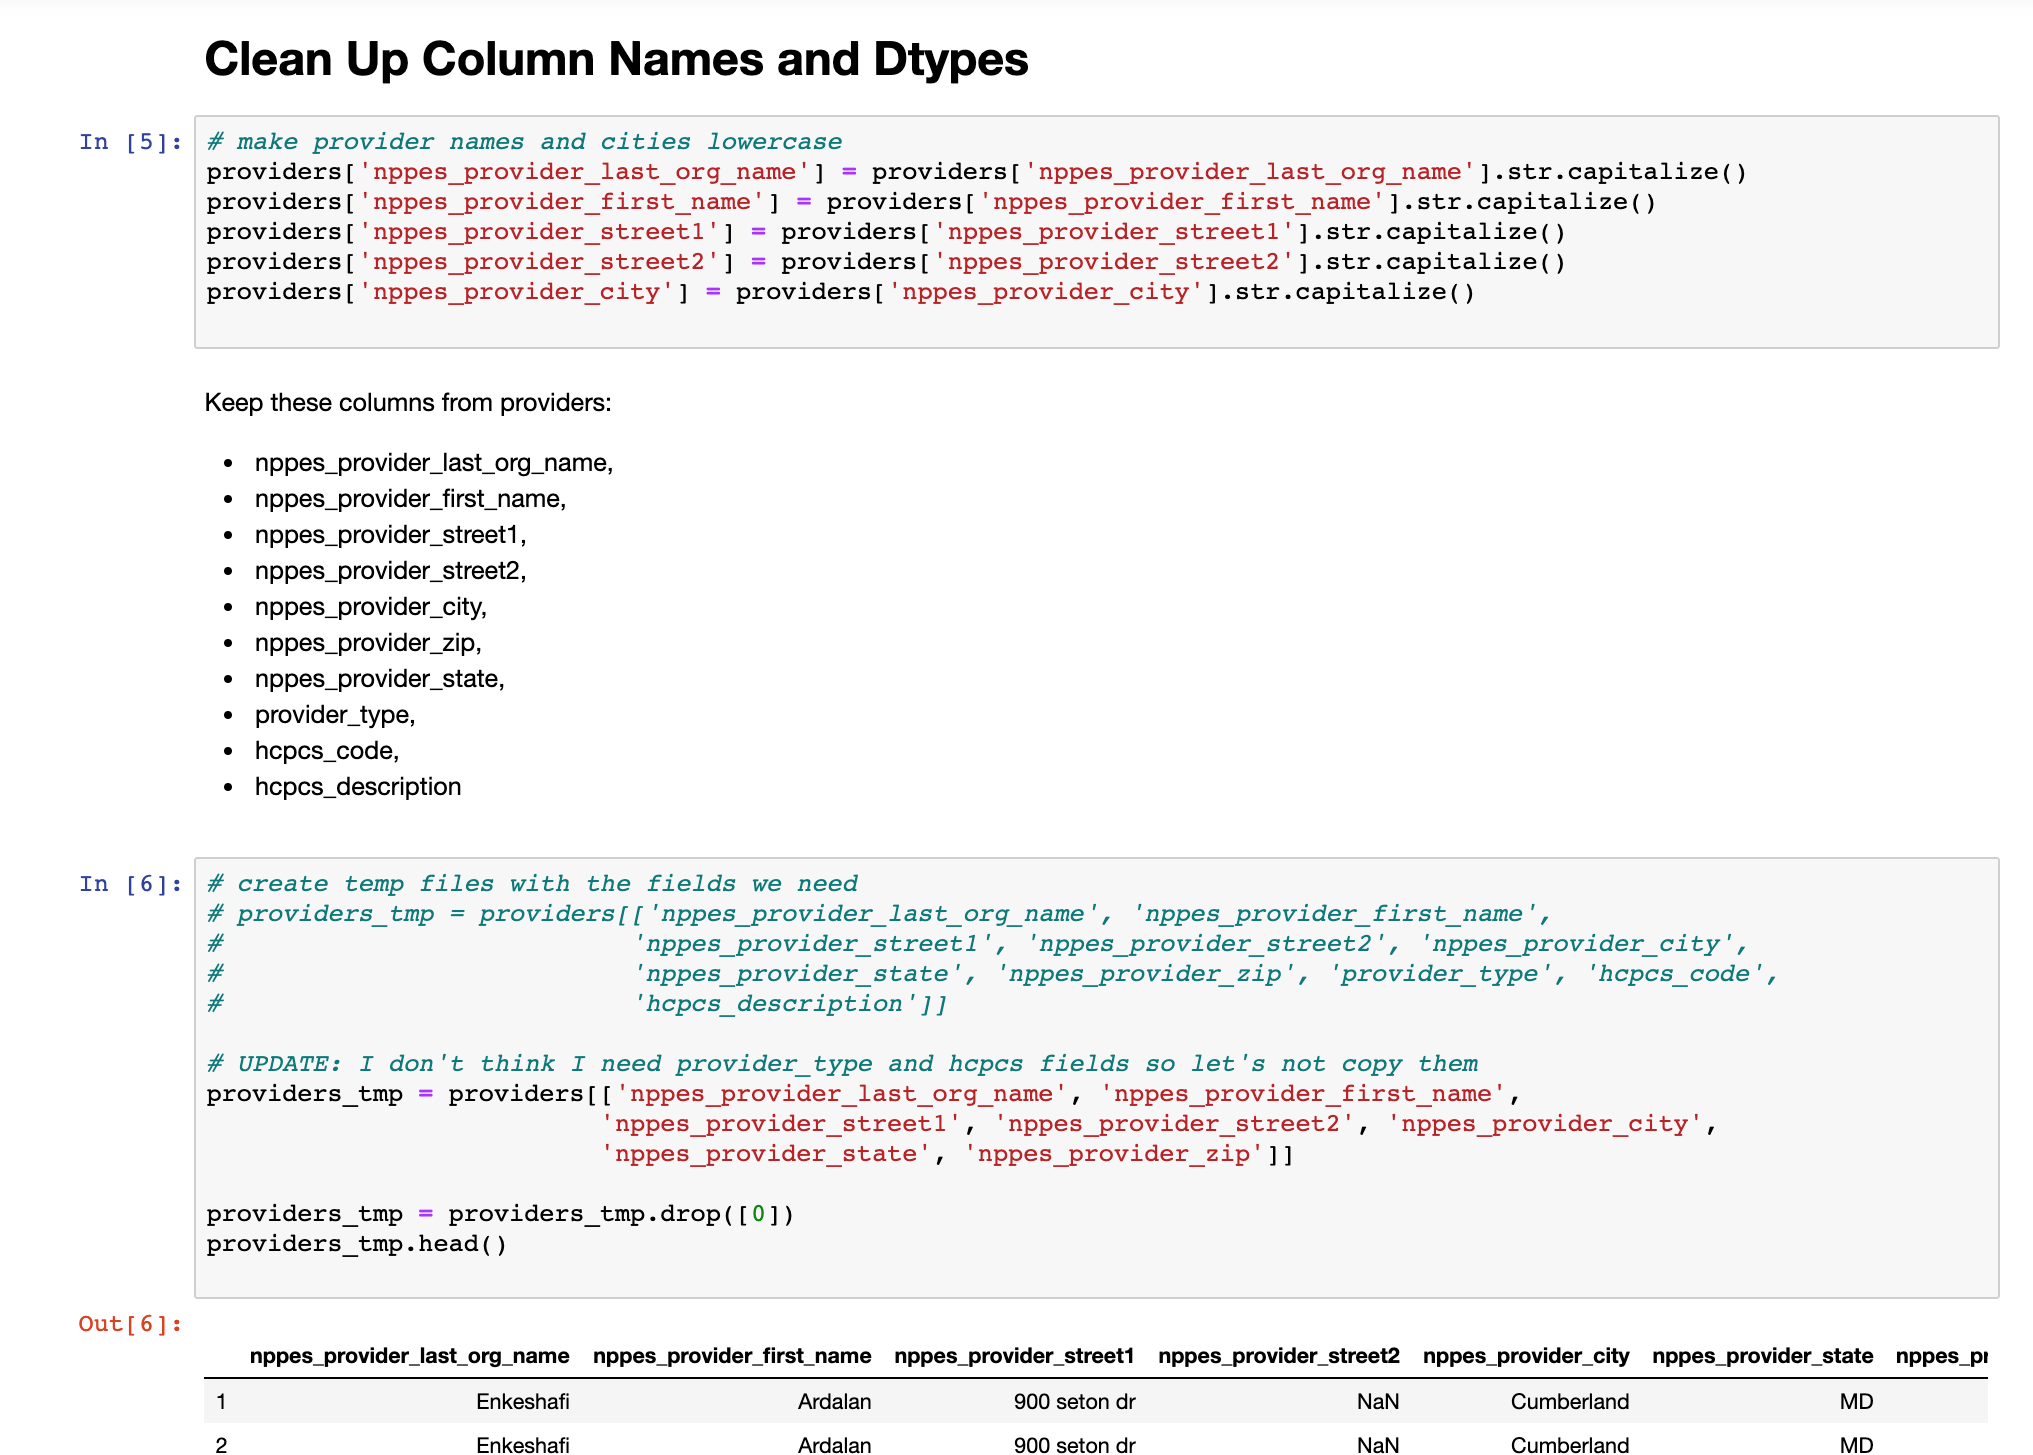 Clean Up Column Names and Dtypes
In [5]:
# make provider names and cities lowercase
providers['nppes_provider_last_org_name'] = providers['nppes_provider_last_org_name'].str.capitalize()
providers['nppes_provider_first_name'] = providers['nppes_provider_first_name'].str.capitalize()
providers['nppes_provider_street1'] = providers['nppes_provider_street1'].str.capitalize()
providers['nppes_provider_street2'] = providers['nppes_provider_street2'].str.capitalize()
providers['nppes_provider_city'] = providers['nppes_provider_city'].str.capitalize()
Keep these columns from providers:
• nppes_provider_last_org_name,
• nppes_provider_first_name,
• nppes_provider_street1,
• nppes_provider_street2,
• nppes_provider_city,
• nppes_provider_zip,
• nppes_provider_state,
• provider_type,
• hcpcs_code,
• hcpcs_description
In [6]:
# create temp files with the fields we need
# providers_tmp = providers[['nppes_provider_last_org_name', 'nppes_provider_first_name',
#                            'nppes_provider_street1', 'nppes_provider_street2', 'nppes_provider_city',
#                            'nppes_provider_state', 'nppes_provider_zip', 'provider_type', 'hcpcs_code',
#                            'hcpcs_description']]
# UPDATE: I don't think I need provider_type and hcpcs fields so let's not copy them
providers_tmp = providers[['nppes_provider_last_org_name', 'nppes_provider_first_name',
                          'nppes_provider_street1', 'nppes_provider_street2', 'nppes_provider_city',
                          'nppes_provider_state', 'nppes_provider_zip']]
providers_tmp = providers_tmp.drop([0])
providers_tmp.head()
Out[6]:
nppes_provider_last_org_name nppes_provider_first_name nppes_provider_street1 nppes_provider_street2 nppes_provider_city nppes_provider_state nppes_pr
1 Enkeshafi Ardalan 900 seton dr NaN Cumberland MD
2 Enkeshafi Ardalan 900 seton dr NaN Cumberland MD